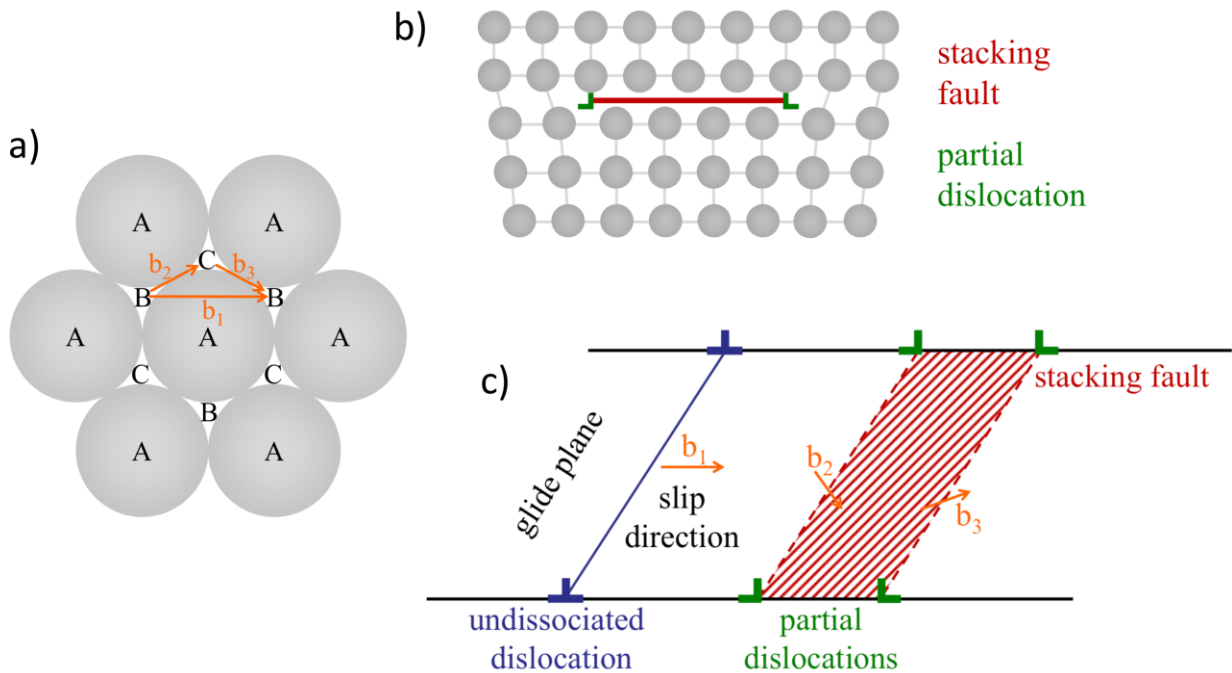 a)
A
A
C
b₂
b₃
B
B
b₁
A
A
A
C
C
B
A
A
b)
stacking
fault
partial
dislocation
c)
stacking fault
glide plane
b₁
slip
direction
b₂
b₃
undissociated
dislocation
partial
dislocations